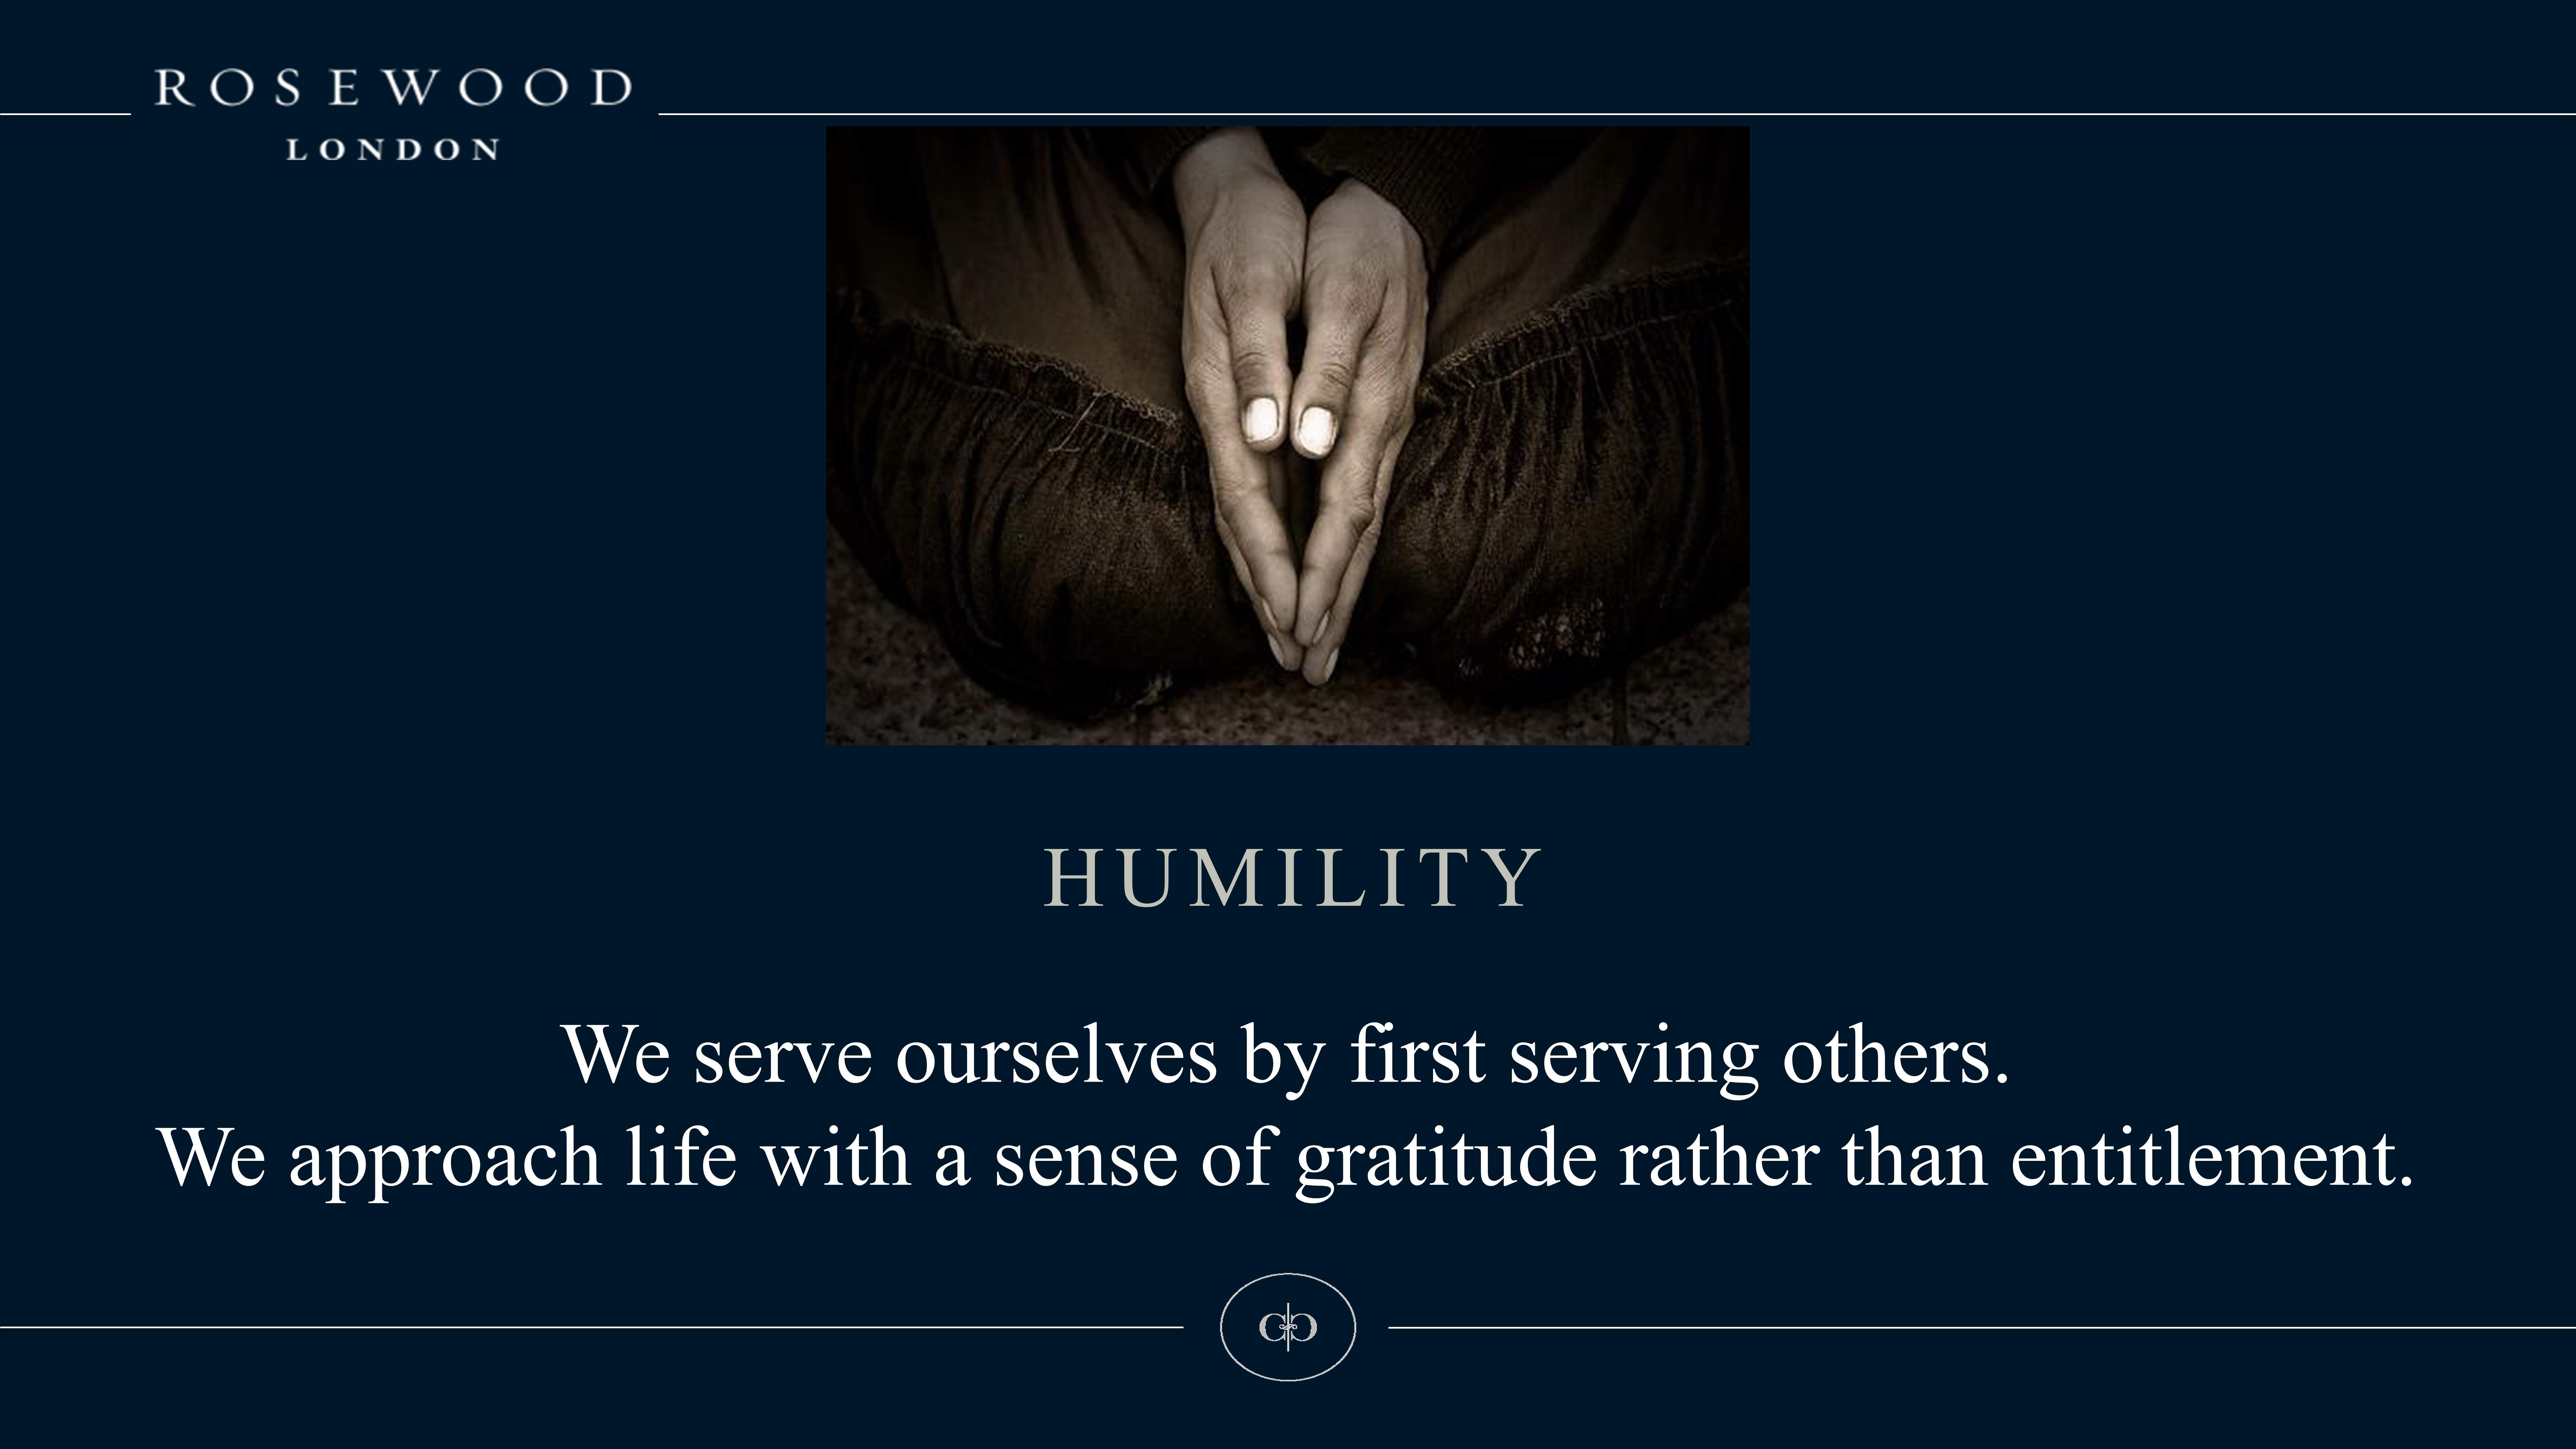 ROSEWOOD
LONDON
HUMILITY
We serve ourselves by first serving others.
We approach life with a sense of gratitude rather than entitlement.